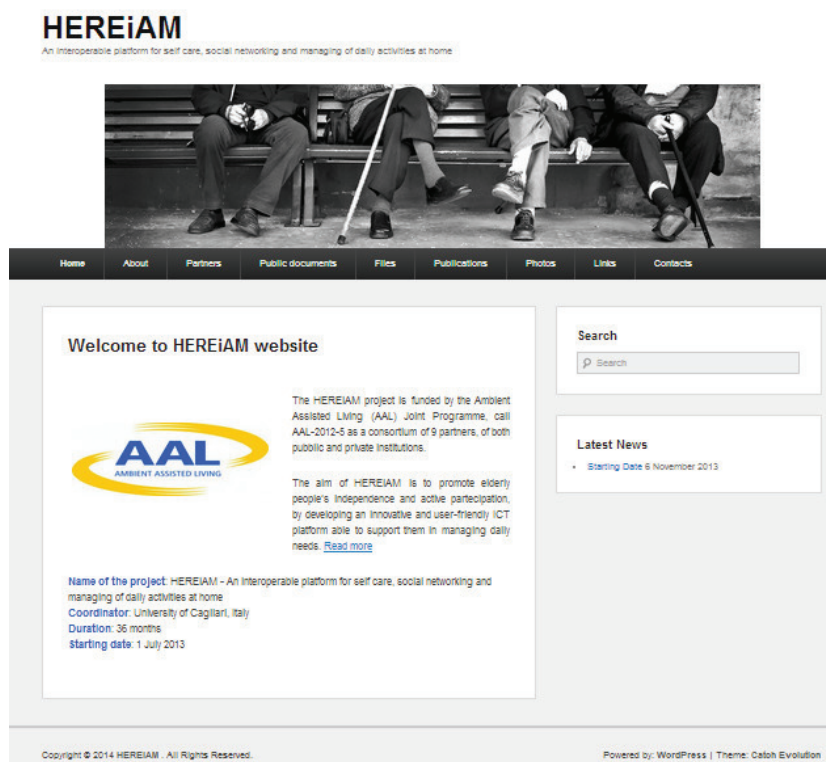 HEREiAM
An interoperable platform for self care, social networking and managing of daily activities at home
Home About Partners Public documents Files Publications Photos Links Contacts
Welcome to HEREiAM website
AAL
AMBIENT ASSISTED LIVING
The HEREiAM project is funded by the Ambient
Assisted Living (AAL) Joint Programme, call
AAL-2012-5 as a consortium of 9 partners, of both
pubblic and private institutions.
The aim of HEREiAM is to promote elderly
people's independence and active partecipation,
by developing an innovative and user-friendly ICT
platform able to support them in managing daily
needs. Read more
Name of the project: HEREiAM - An interoperable platform for self care, social networking and
managing of daily activities at home
Coordinator: University of Cagliari, Italy
Duration: 36 months
Starting date: 1 July 2013
Search
Search
Latest News
• Starting Date 6 November 2013
Copyright © 2014 HEREiAM . All Rights Reserved.
Powered by: WordPress | Theme: Catch Evolution